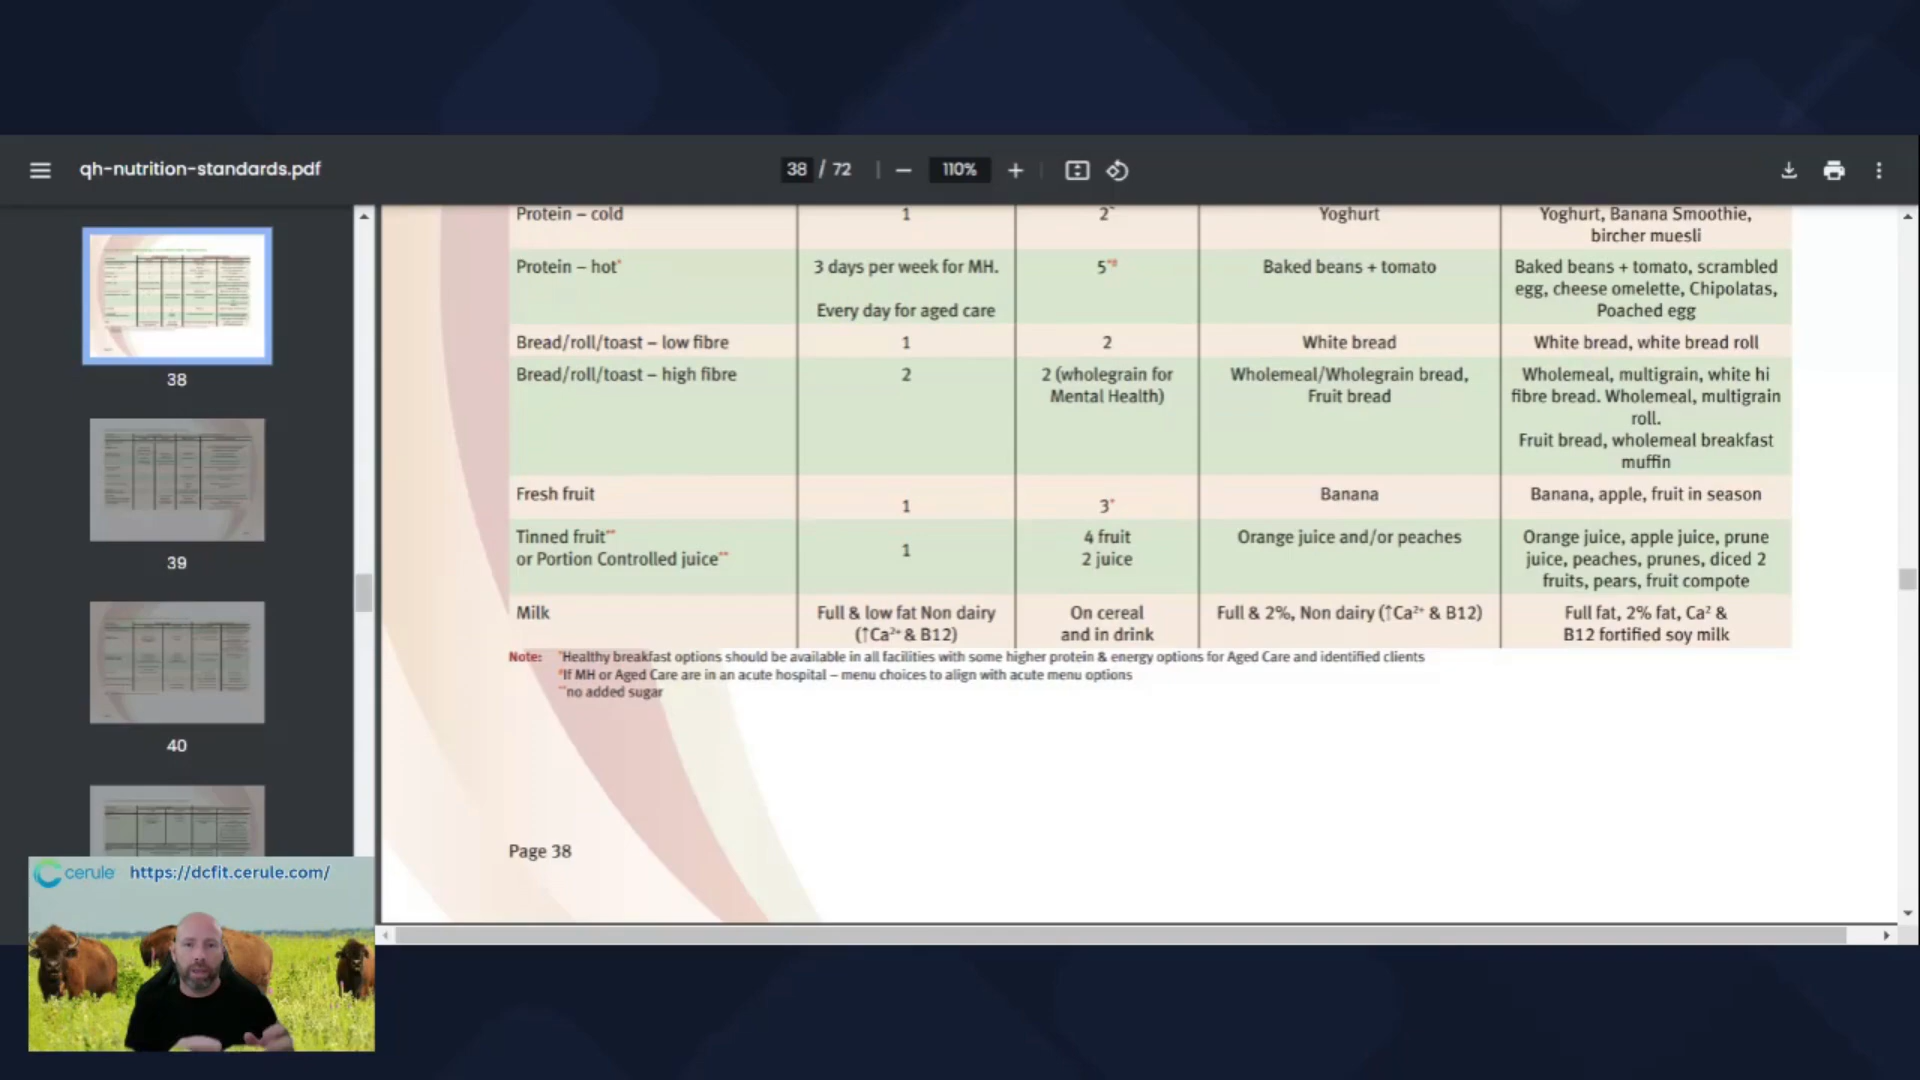 qh-nutrition-standards.pdf
38 / 72
110%
38
39
40
Protein – cold
1
2*
Yoghurt
Yoghurt, Banana Smoothie,
bircher muesli
Protein – hot*
3 days per week for MH.
Every day for aged care
5*#
Baked beans + tomato
Baked beans + tomato, scrambled
egg, cheese omelette, Chipolatas,
Poached egg
Bread/roll/toast – low fibre
1
2
White bread
White bread, white bread roll
Bread/roll/toast – high fibre
2
2 (wholegrain for
Mental Health)
Wholemeal/Wholegrain bread,
Fruit bread
Wholemeal, multigrain, white hi
fibre bread. Wholemeal, multigrain
roll.
Fruit bread, wholemeal breakfast
muffin
Fresh fruit
1
3*
Banana
Banana, apple, fruit in season
Tinned fruit**
or Portion Controlled juice**
1
4 fruit
2 juice
Orange juice and/or peaches
Orange juice, apple juice, prune
juice, peaches, prunes, diced 2
fruits, pears, fruit compote
Milk
Full & low fat Non dairy
(↑Ca²⁺ & B12)
On cereal
and in drink
Full & 2%, Non dairy (↑Ca²⁺ & B12)
Full fat, 2% fat, Ca² &
B12 fortified soy milk
Note: *Healthy breakfast options should be available in all facilities with some higher protein & energy options for Aged Care and identified clients
#If MH or Aged Care are in an acute hospital – menu choices to align with acute menu options
**no added sugar
Page 38
cerule https://dcfit.cerule.com/